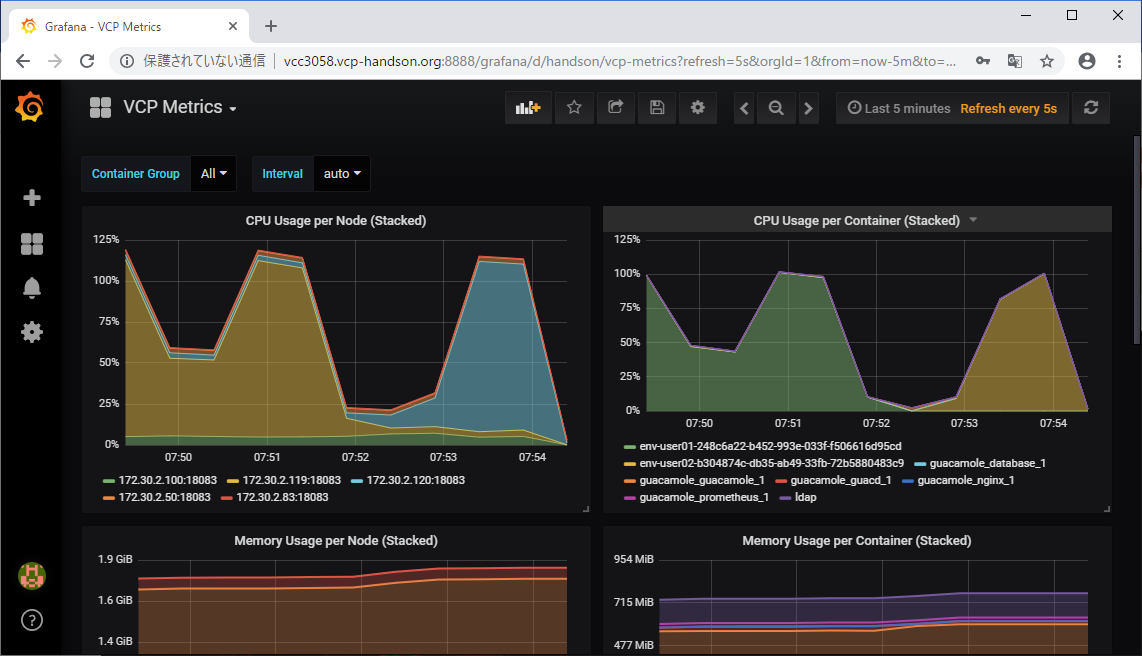 Grafana - VCP Metrics
保護されていない通信 | vcc3058.vcp-handson.org:8888/grafana/d/handson/vcp-metrics?refresh=5s&orgId=1&from=now-5m&to=...
VCP Metrics
Last 5 minutes Refresh every 5s
Container Group All Interval auto
CPU Usage per Node (Stacked)
125%
100%
75%
50%
25%
0%
07:50 07:51 07:52 07:53 07:54
172.30.2.100:18083 172.30.2.119:18083 172.30.2.120:18083
172.30.2.50:18083 172.30.2.83:18083
CPU Usage per Container (Stacked)
125%
100%
75%
50%
25%
0%
07:50 07:51 07:52 07:53 07:54
env-user01-248c6a22-b452-993e-033f-f506616d95cd
env-user02-b304874c-db35-ab49-33fb-72b5880483c9 guacamole_database_1
guacamole_guacamole_1 guacamole_guacd_1 guacamole_nginx_1
guacamole_prometheus_1 ldap
Memory Usage per Node (Stacked)
1.9 GiB
1.6 GiB
1.4 GiB
Memory Usage per Container (Stacked)
954 MiB
715 MiB
477 MiB